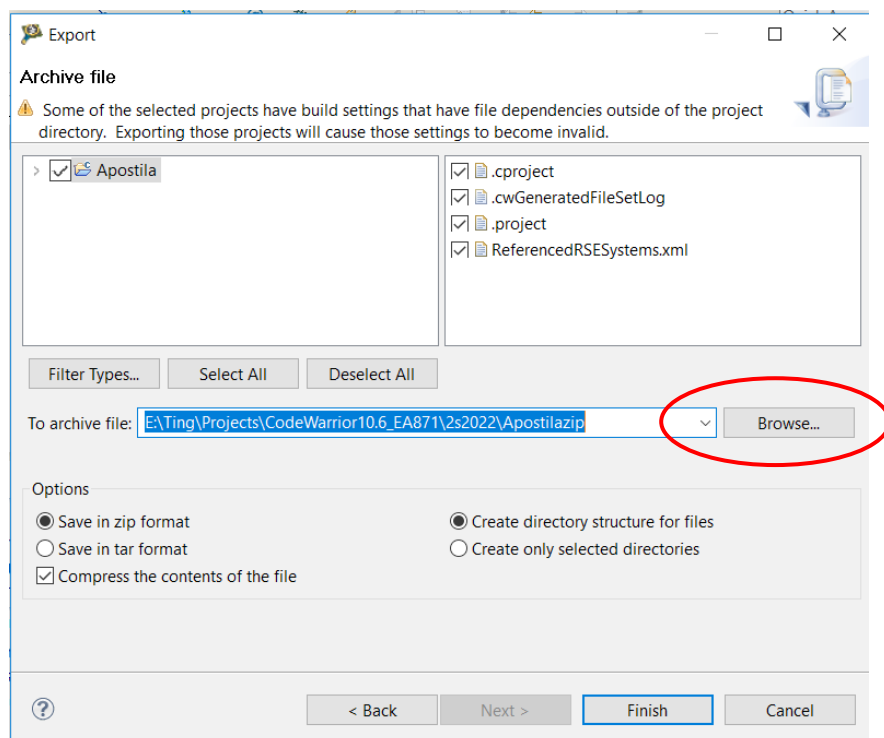 Export
Archive file
Some of the selected projects have build settings that have file dependencies outside of the project
directory. Exporting those projects will cause those settings to become invalid.
Apostila
.cproject
.cwGeneratedFileSetLog
.project
ReferencedRSESystems.xml
Filter Types... Select All Deselect All
To archive file: E:\Ting\Projects\CodeWarrior10.6_EA871\2s2022\Apostilazip Browse...
Options
Save in zip format Create directory structure for files
Save in tar format Create only selected directories
Compress the contents of the file
? < Back Next > Finish Cancel